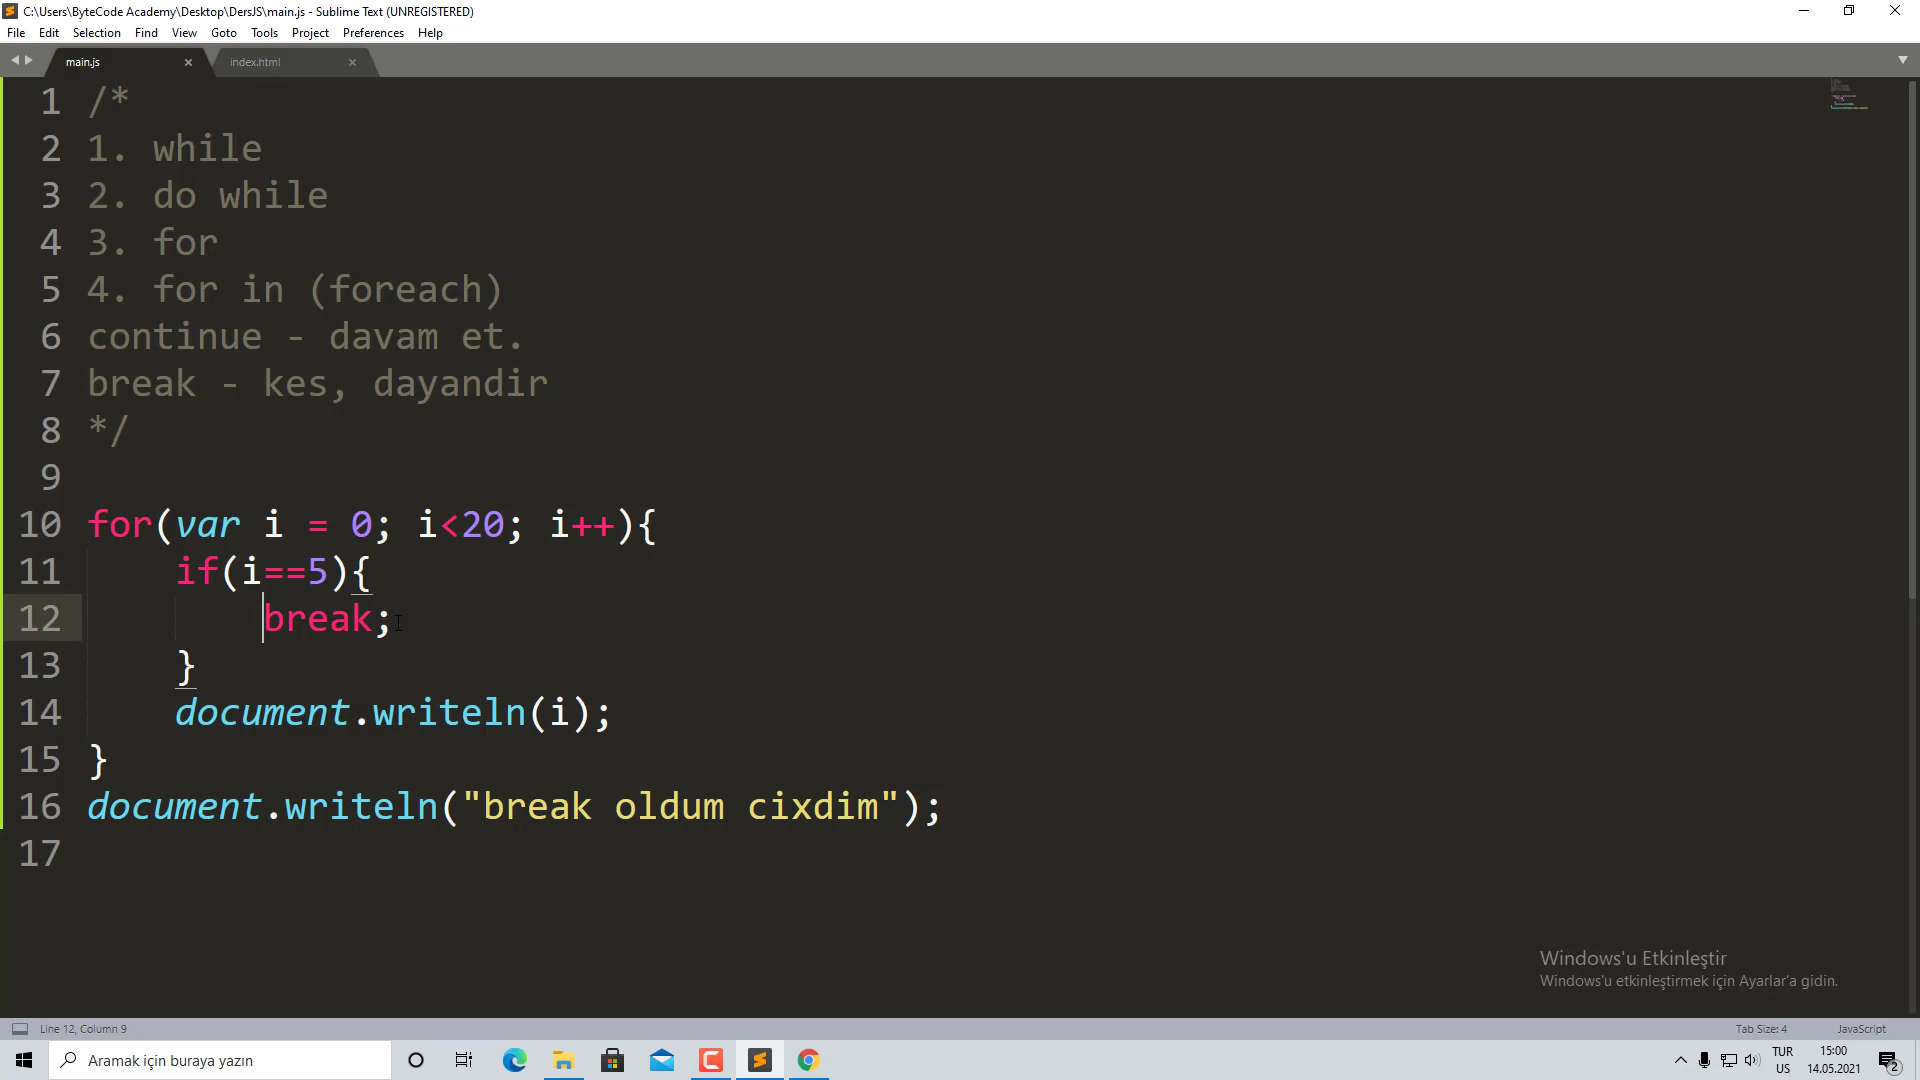 C:\Users\ByteCode Academy\Desktop\DersJS\main.js - Sublime Text (UNREGISTERED)
File Edit Selection Find View Goto Tools Project Preferences Help
main.js index.html
1 /*
2 1. while
3 2. do while
4 3. for
5 4. for in (foreach)
6 continue - davam et.
7 break - kes, dayandir
8 */
9
10 for(var i = 0; i<20; i++){
11 if(i==5){
12 break;
13 }
14 document.writeln(i);
15 }
16 document.writeln("break oldum cixdim");
17
Windows'u Etkinleştir
Windows'u etkinleştirmek için Ayarlar'a gidin.
Line 12, Column 9 Tab Size: 4 JavaScript
Aramak için buraya yazın
TUR 15:00
US 14.05.2021 2